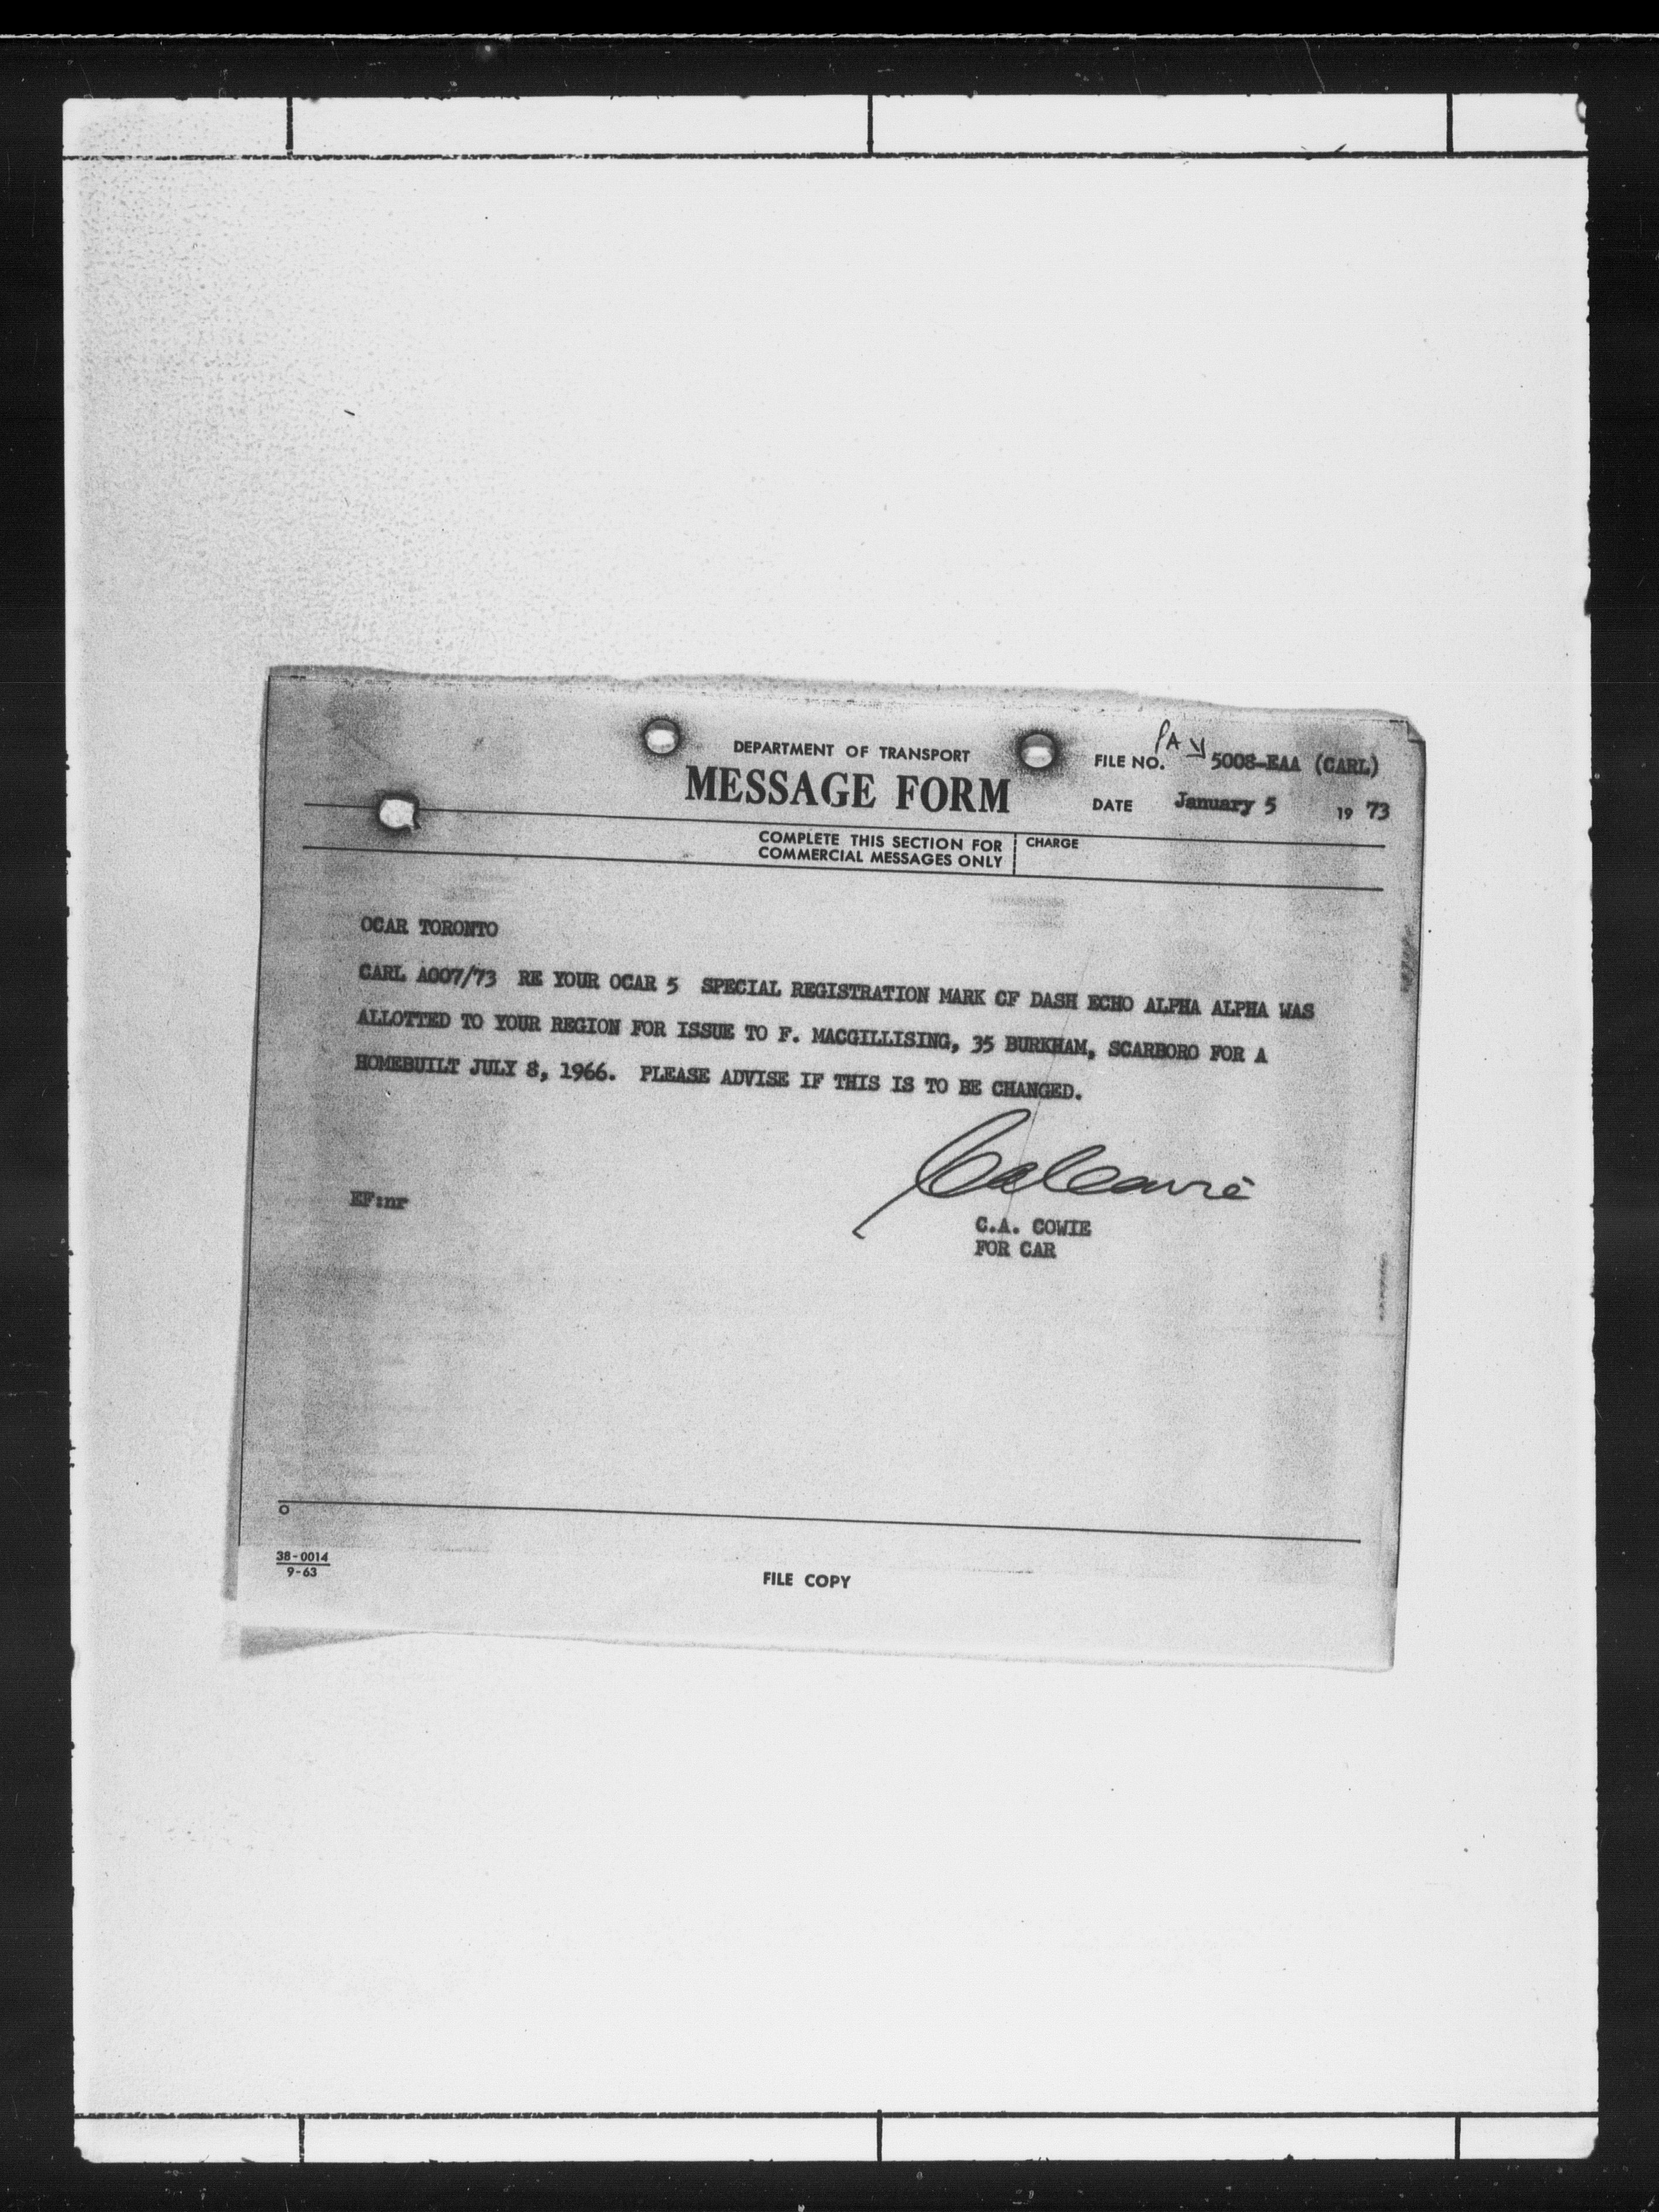 PAY
DEPARTMENT OF TRANSPORT
MESSAGE FORM
FILE NO. 5008-EAA (CARL)
DATE January 5 19 73
COMPLETE THIS SECTION FOR
COMMERCIAL MESSAGES ONLY
CHARGE
OCAR TORONTO
CARL A007/73 RE YOUR OCAR 5 SPECIAL REGISTRATION MARK CF DASH ECHO ALPHA ALPHA WAS
ALLOTTED TO YOUR REGION FOR ISSUE TO F. MACGILLISING, 35 BURKHAM, SCARBORO FOR A
HOMEBUILT JULY 8, 1966. PLEASE ADVISE IF THIS IS TO BE CHANGED.
CaCowie
EF:nr
C.A. COWIE
FOR CAR
38-0014
9-63
FILE COPY